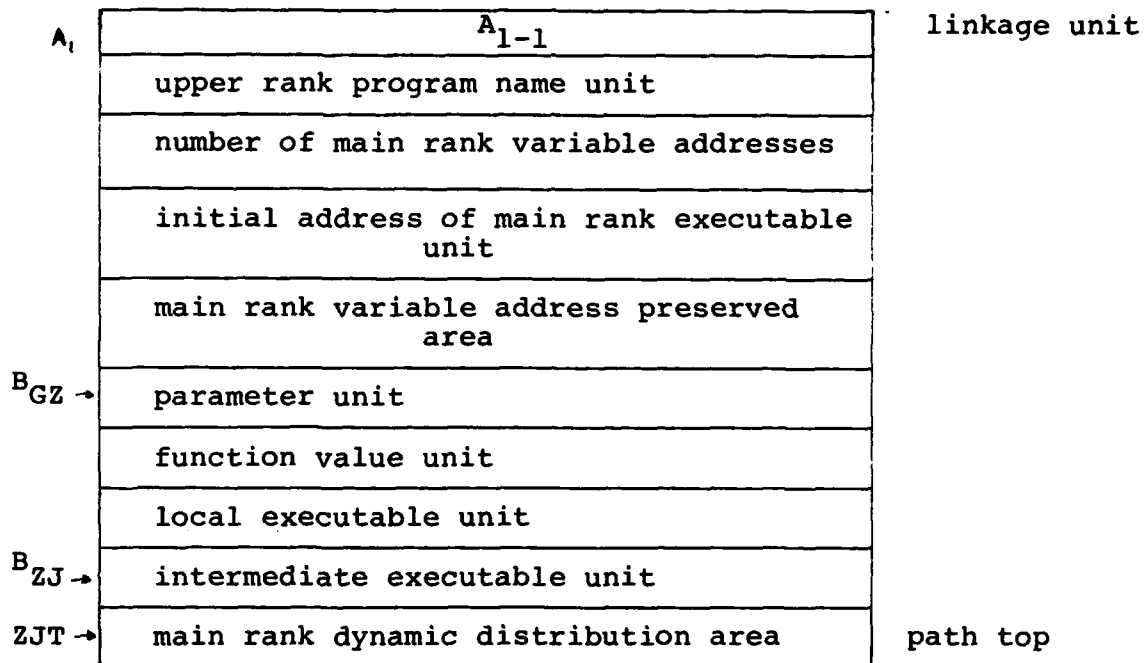 A₁ A₁₋₁ linkage unit
upper rank program name unit
number of main rank variable addresses
initial address of main rank executable
unit
main rank variable address preserved
area
B_GZ → parameter unit
function value unit
local executable unit
B_ZJ → intermediate executable unit
ZJT → main rank dynamic distribution area path top